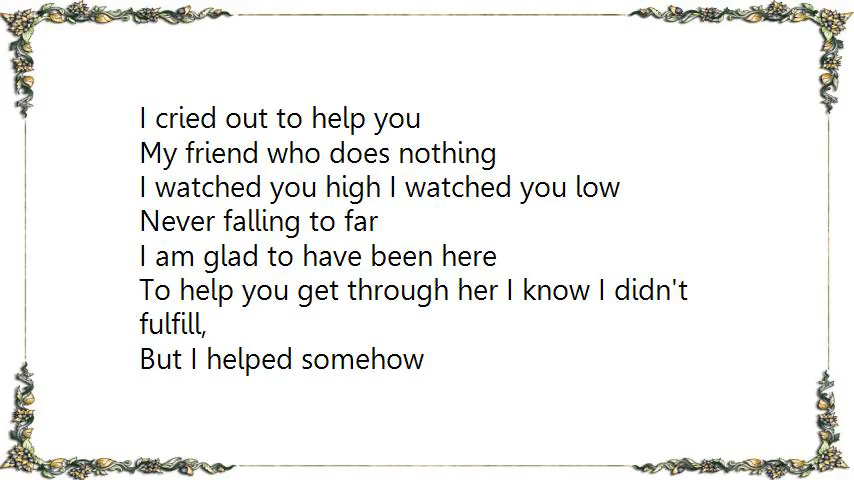 I cried out to help you
My friend who does nothing
I watched you high I watched you low
Never falling to far
I am glad to have been here
To help you get through her I know I didn't
fulfill,
But I helped somehow